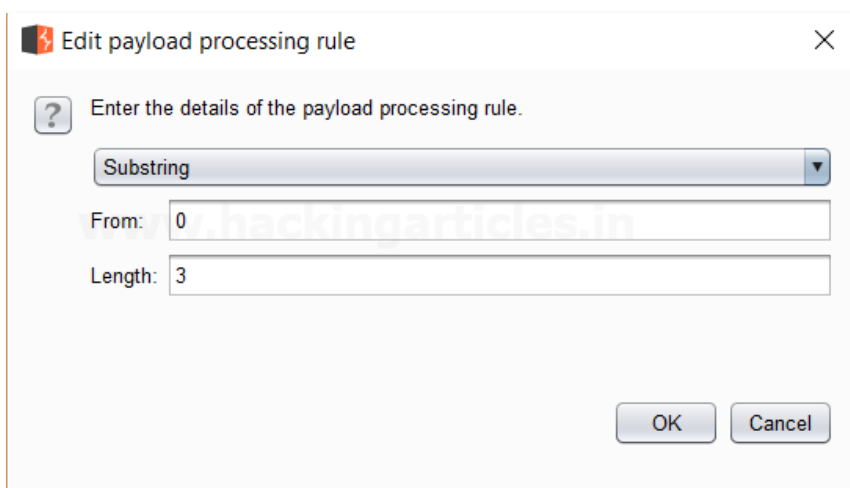 Edit payload processing rule
?
Enter the details of the payload processing rule.
Substring
www.hackingarticles.in
From: 0
Length: 3
OK
Cancel